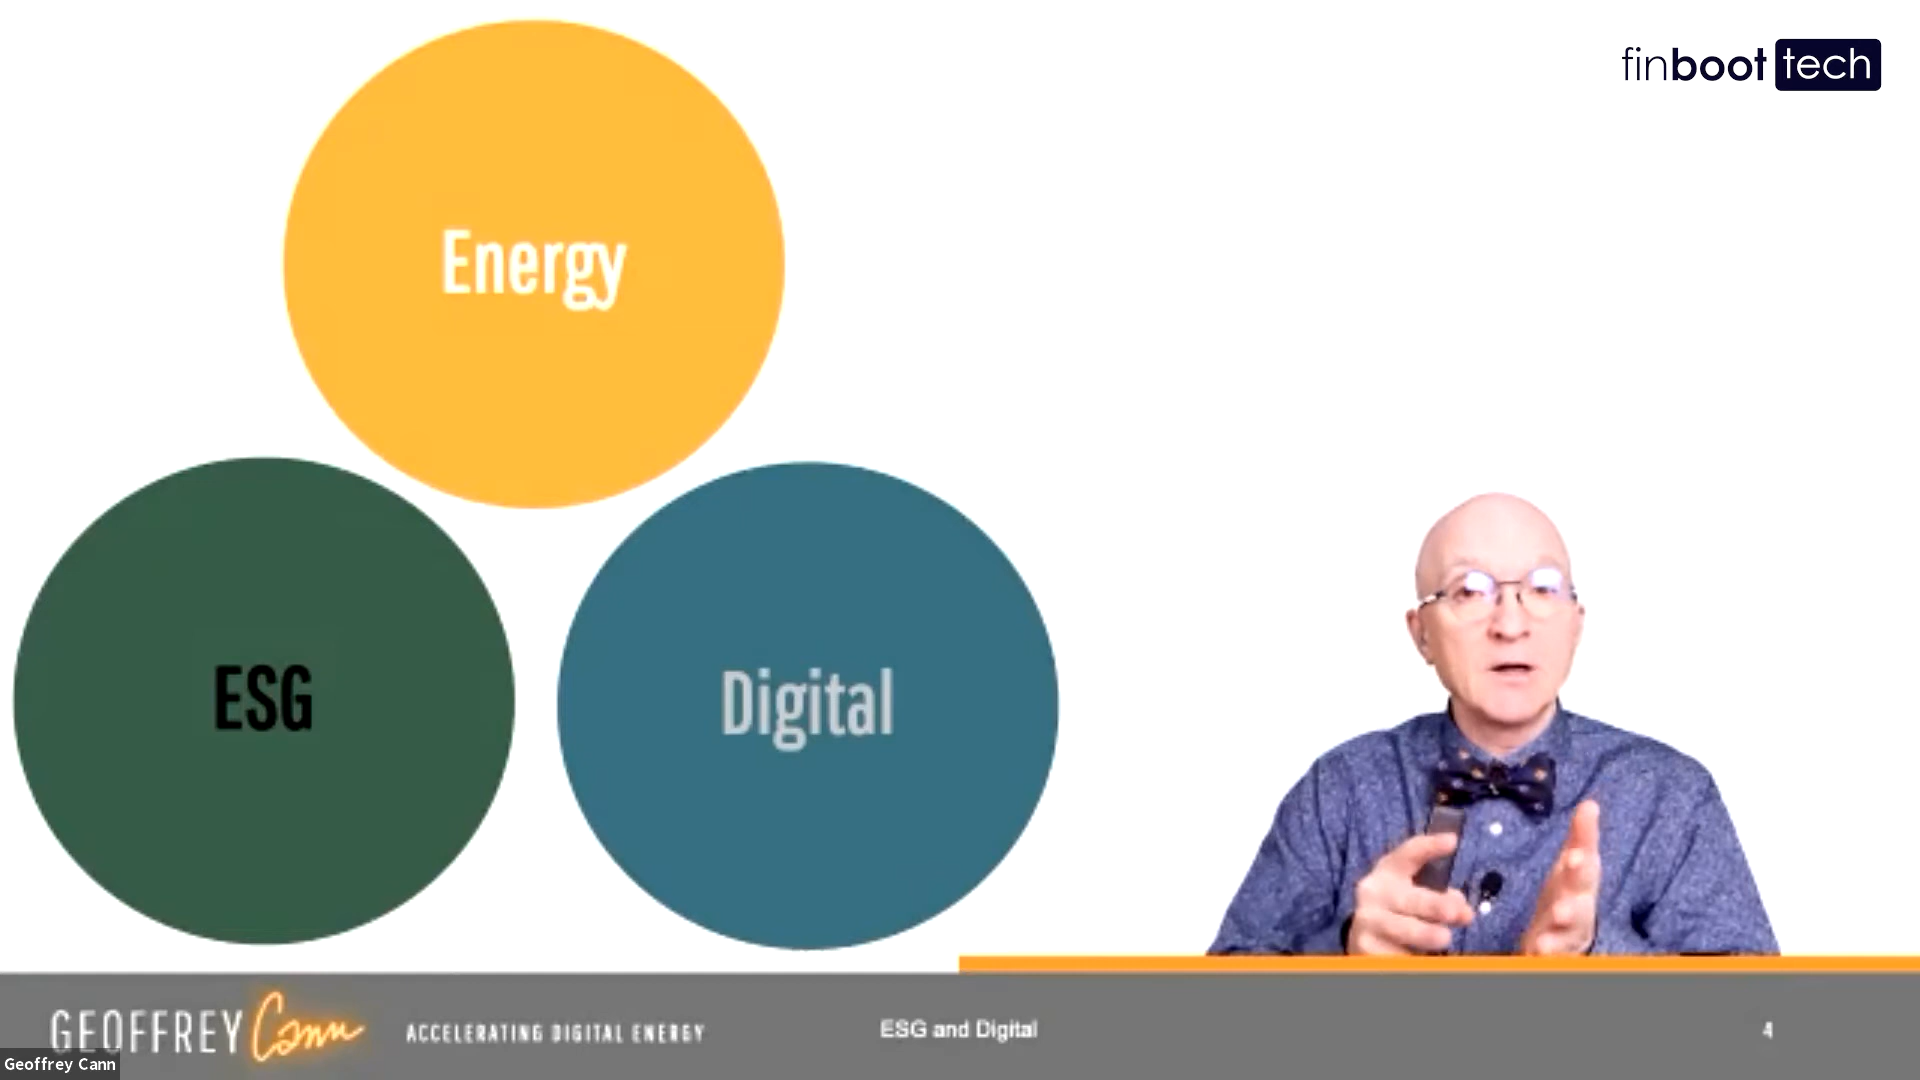 finboot tech
Energy
ESG
Digital
GEOFFREY Cann
ACCELERATING DIGITAL ENERGY
ESG and Digital
4
Geoffrey Cann